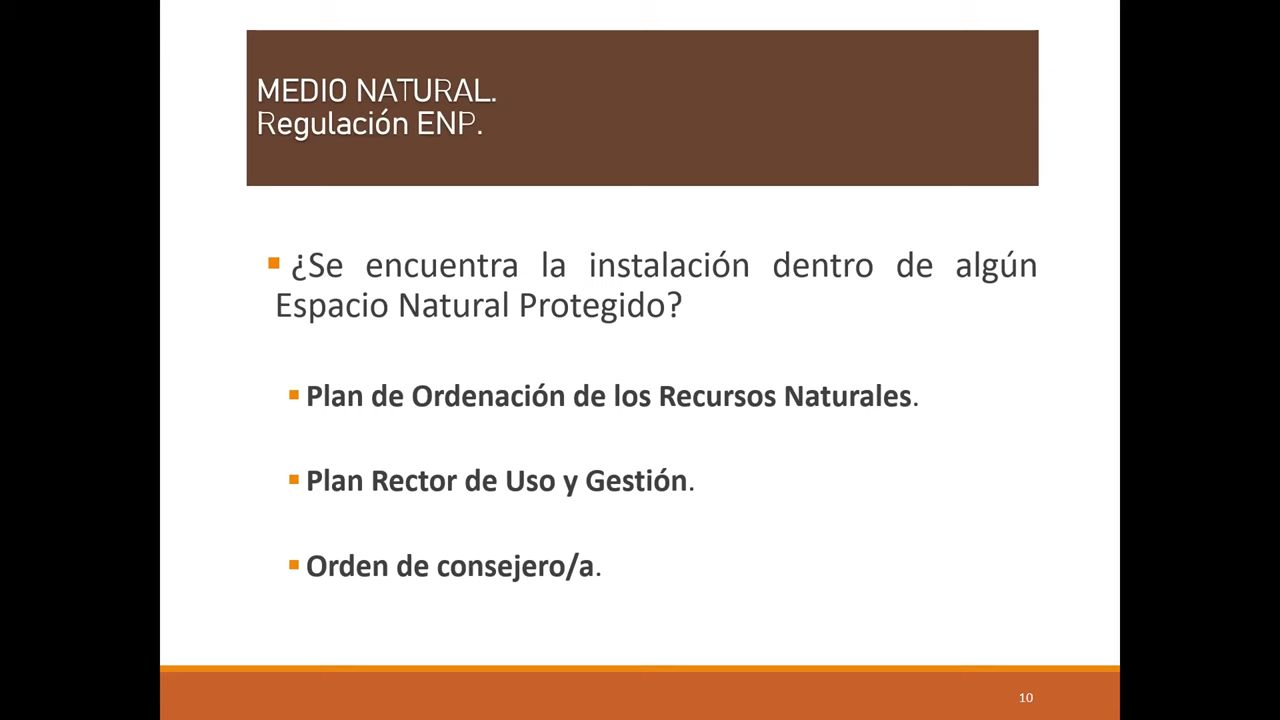 MEDIO NATURAL.
Regulación ENP.
▪ ¿Se encuentra la instalación dentro de algún
Espacio Natural Protegido?
▪ Plan de Ordenación de los Recursos Naturales.
▪ Plan Rector de Uso y Gestión.
▪ Orden de consejero/a.
10